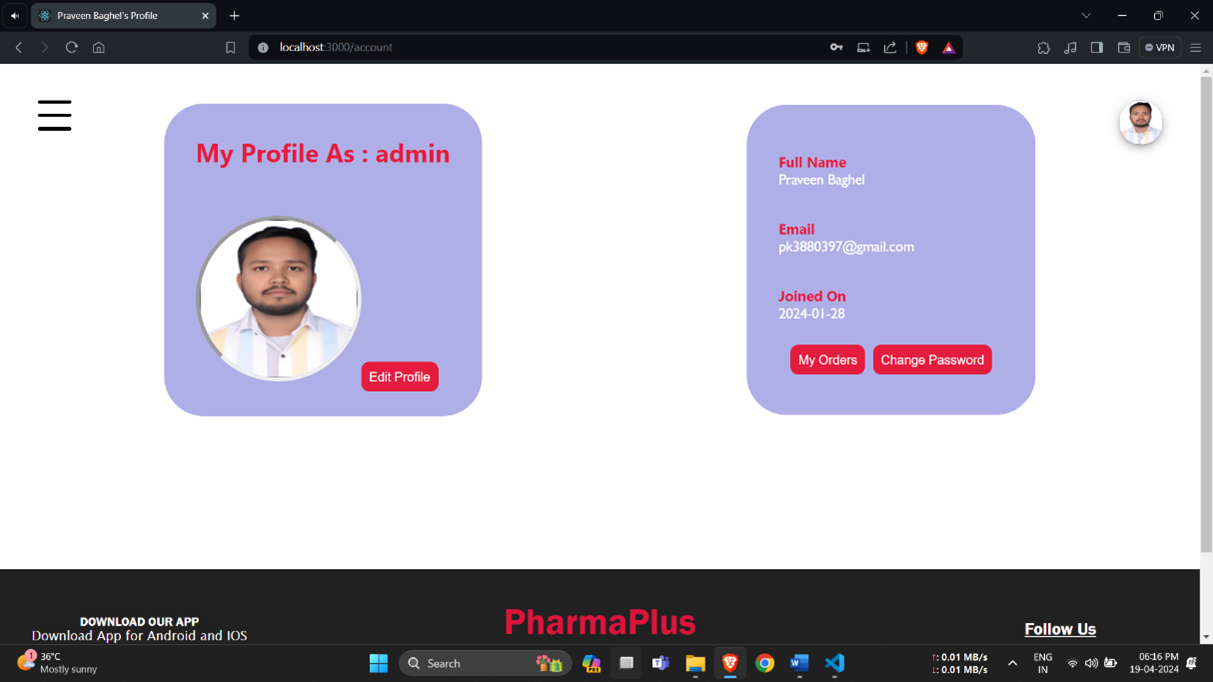 Praveen Baghel's Profile
localhost:3000/account
VPN
My Profile As : admin
Edit Profile
Full Name
Praveen Baghel
Email
pk3880397@gmail.com
Joined On
2024-01-28
My Orders
Change Password
DOWNLOAD OUR APP
Download App for Android and IOS
PharmaPlus
Follow Us
1
36°C
Mostly sunny
Search
↑: 0.01 MB/s
↓: 0.01 MB/s
ENG
IN
06:16 PM
19-04-2024